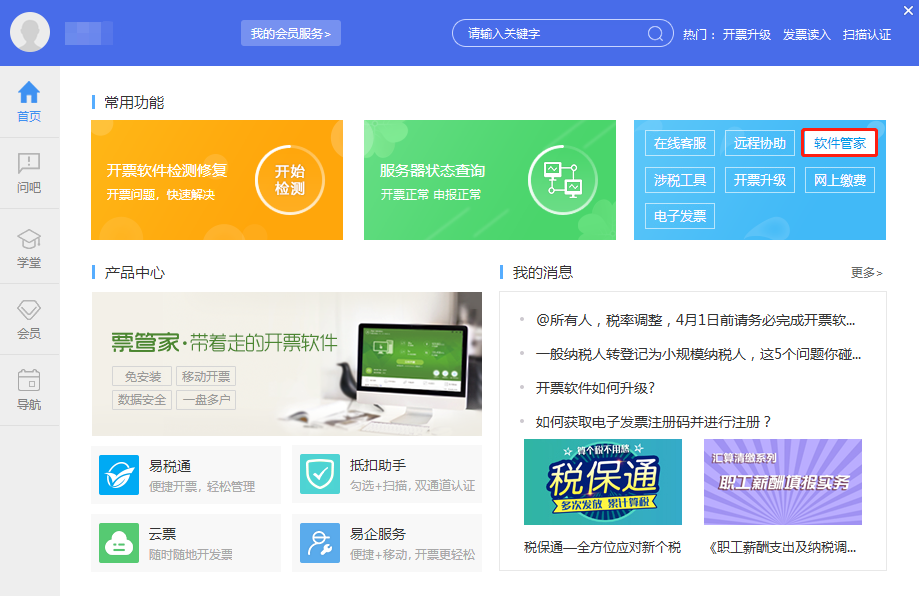 我的会员服务>
请输入关键字
热门： 开票升级 发票读入 扫描认证
首页
问吧
学堂
会员
导航
常用功能
开票软件检测修复
开票问题，快速解决
开始
检测
服务器状态查询
开票正常 申报正常
在线客服 远程协助 软件管家
涉税工具 开票升级 网上缴费
电子发票
产品中心
票管家·带着走的开票软件
免安装 移动开票
数据安全 一盘多户
易税通
便捷开票，轻松管理
抵扣助手
勾选+扫描，双通道认证
云票
随时随地开发票
易企服务
便捷+移动，开票更轻松
我的消息
更多>
@所有人，税率调整，4月1日前请务必完成开票软...
一般纳税人转登记为小规模纳税人，这5个问题你碰...
开票软件如何升级?
如何获取电子发票注册码并进行注册？
算个税不用熬
税保通
多次发放 累计算税
税保通—全方位应对新个税
汇算清缴系列
职工薪酬填报实务
《职工薪酬支出及纳税调...